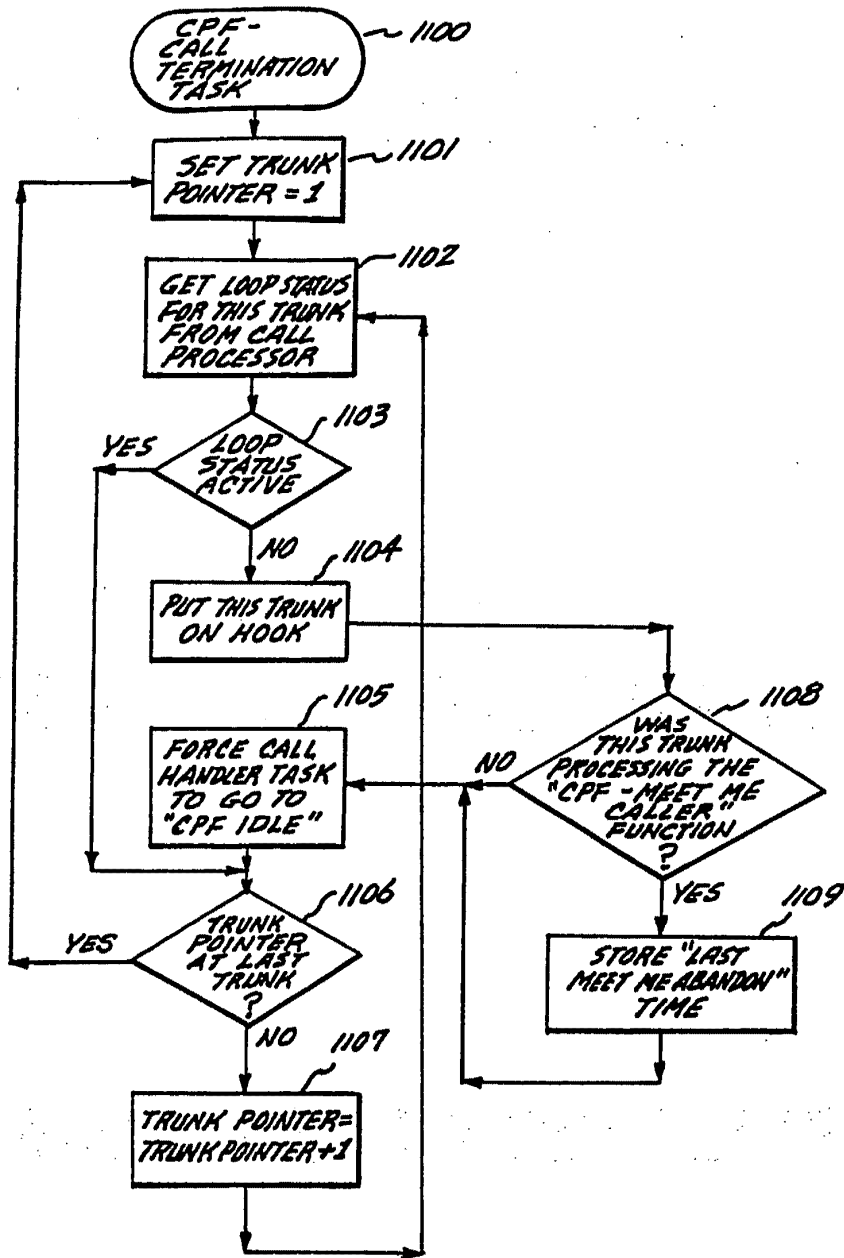 CPF-
CALL
TERMINATION
TASK
1100
SET TRUNK
POINTER = 1
1101
GET LOOP STATUS
FOR THIS TRUNK
FROM CALL
PROCESSOR
1102
LOOP
STATUS
ACTIVE
1103
YES
NO
PUT THIS TRUNK
ON HOOK
1104
WAS
THIS TRUNK
PROCESSING THE
"CPF - MEET ME
CALLER"
FUNCTION
?
1108
NO
YES
STORE "LAST
MEET ME ABANDON"
TIME
1109
FORCE CALL
HANDLER TASK
TO GO TO
"CPF IDLE"
1105
TRUNK
POINTER
AT LAST
TRUNK
?
1106
YES
NO
TRUNK POINTER=
TRUNK POINTER+1
1107